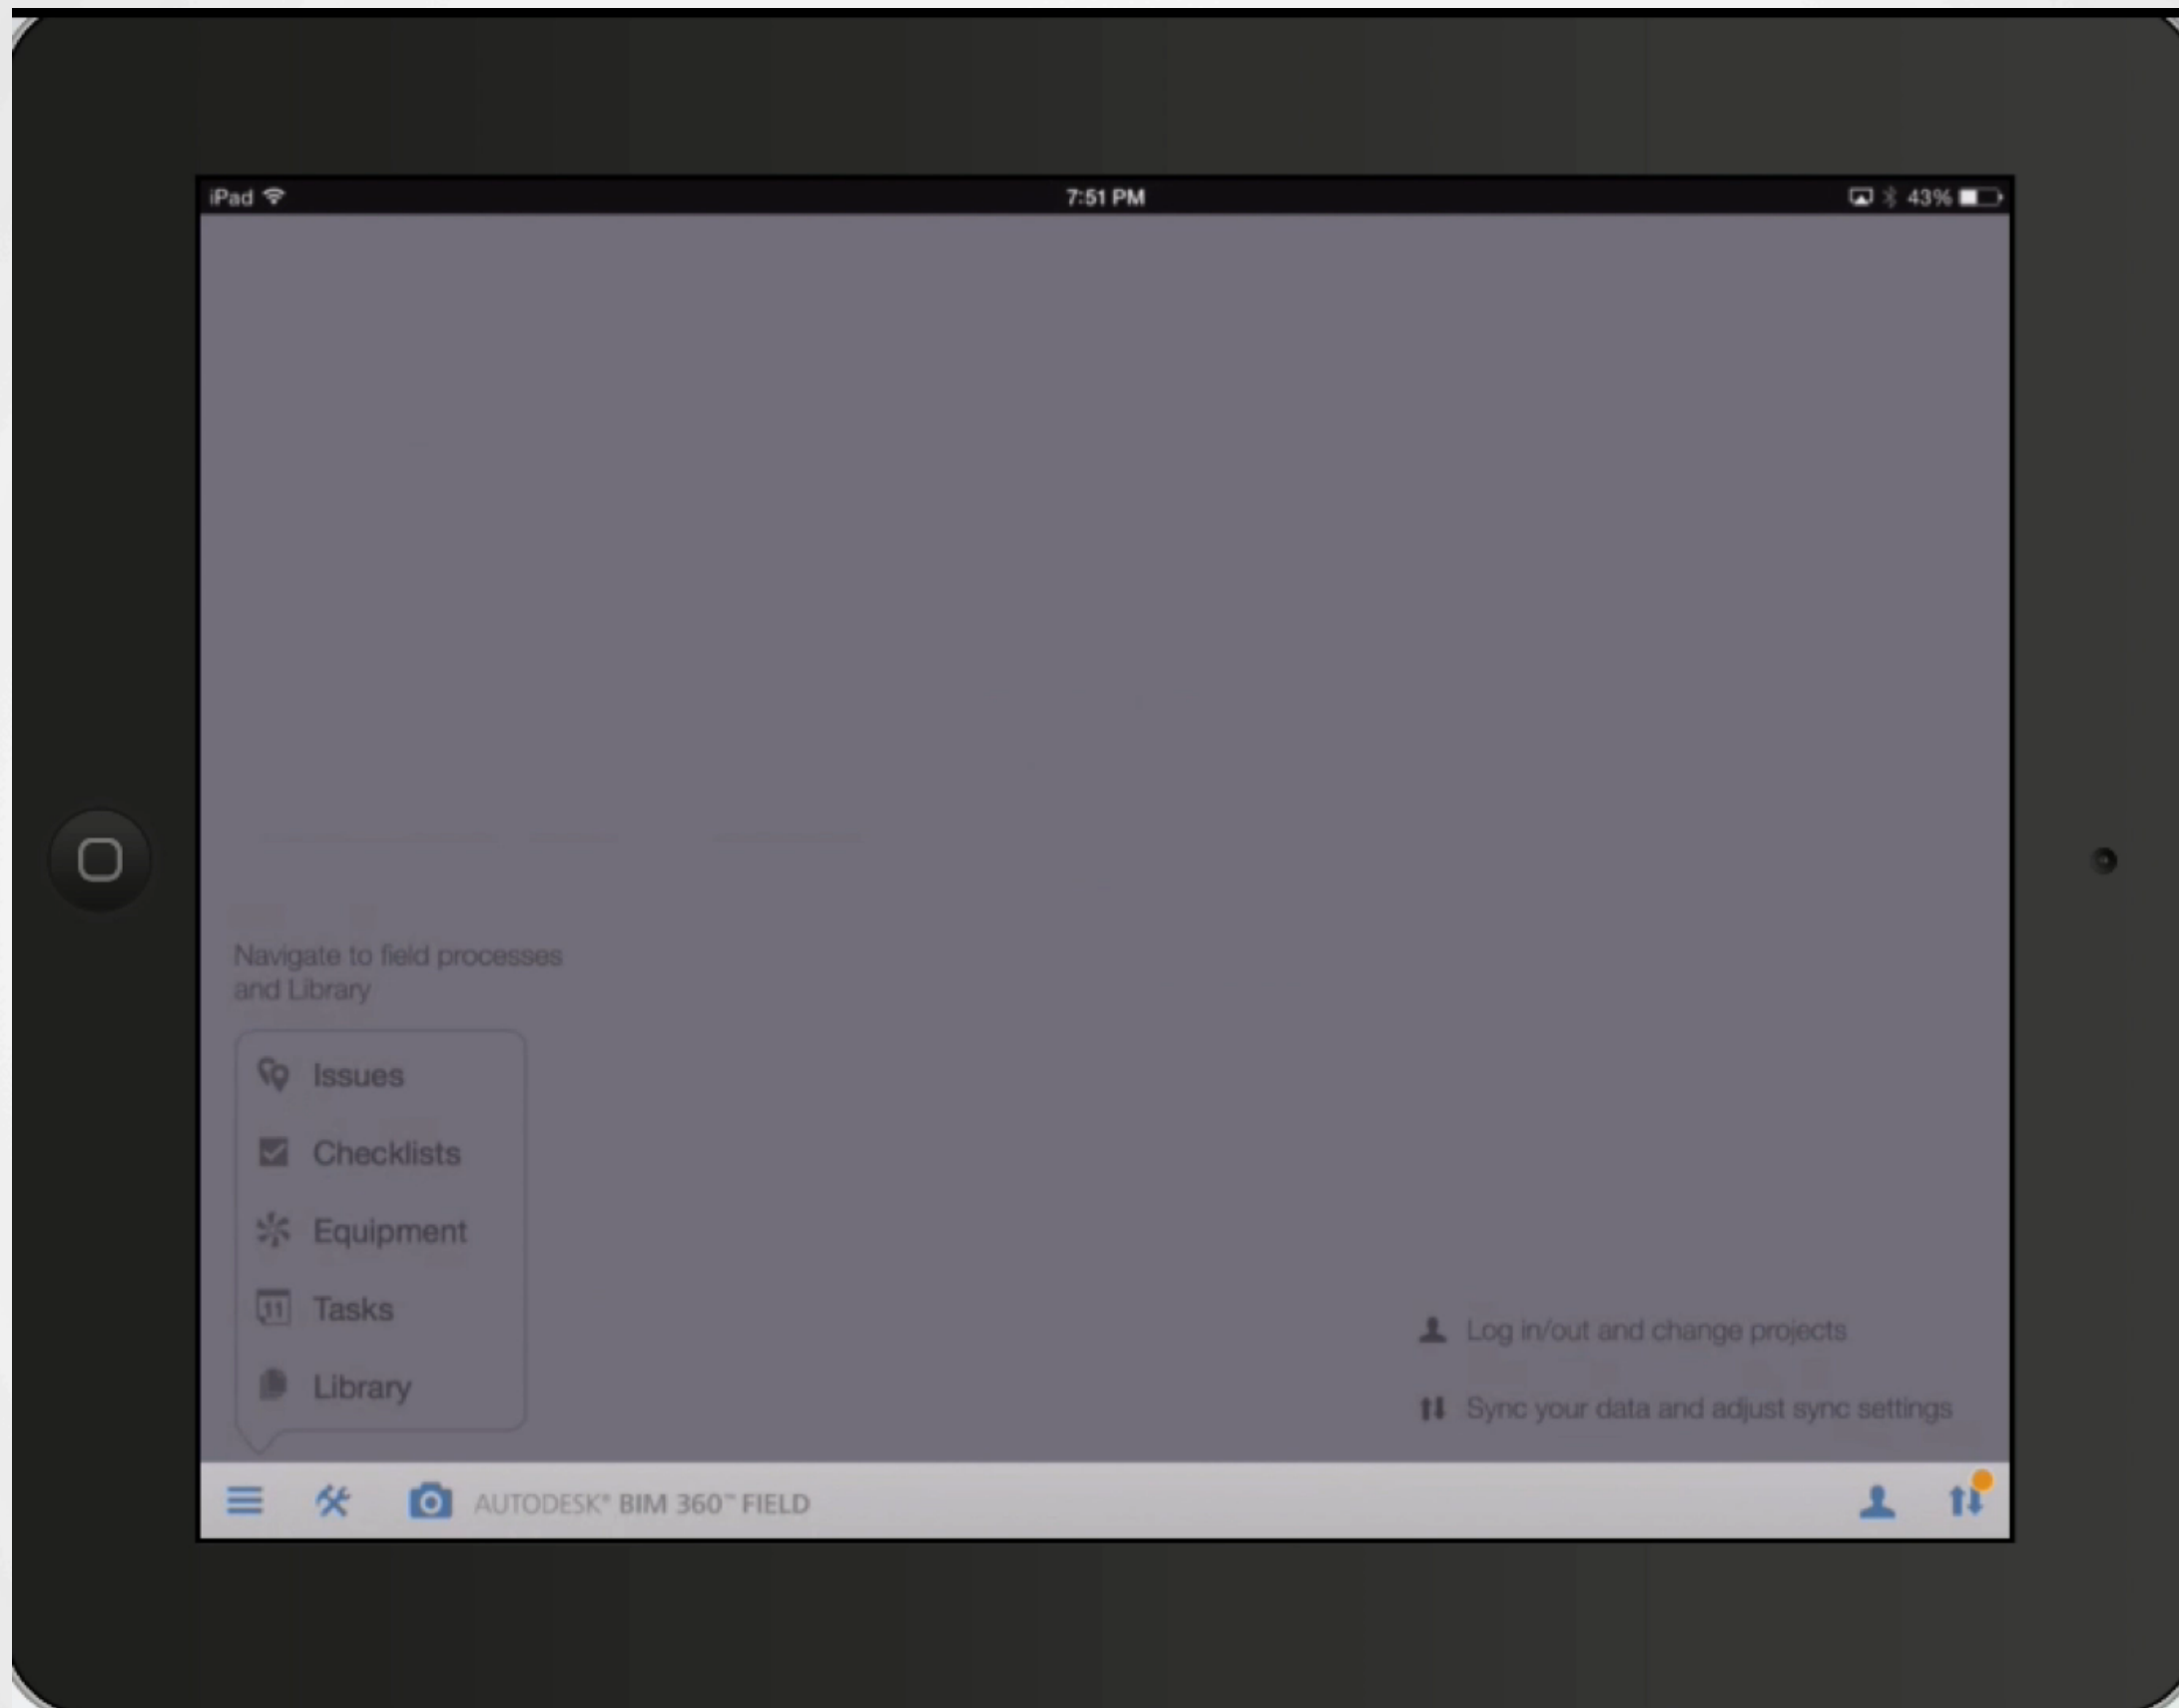 iPad 7:51 PM 43%
Navigate to field processes
and Library
Issues
Checklists
Equipment
11 Tasks
Library
Log in/out and change projects
Sync your data and adjust sync settings
AUTODESK® BIM 360™ FIELD